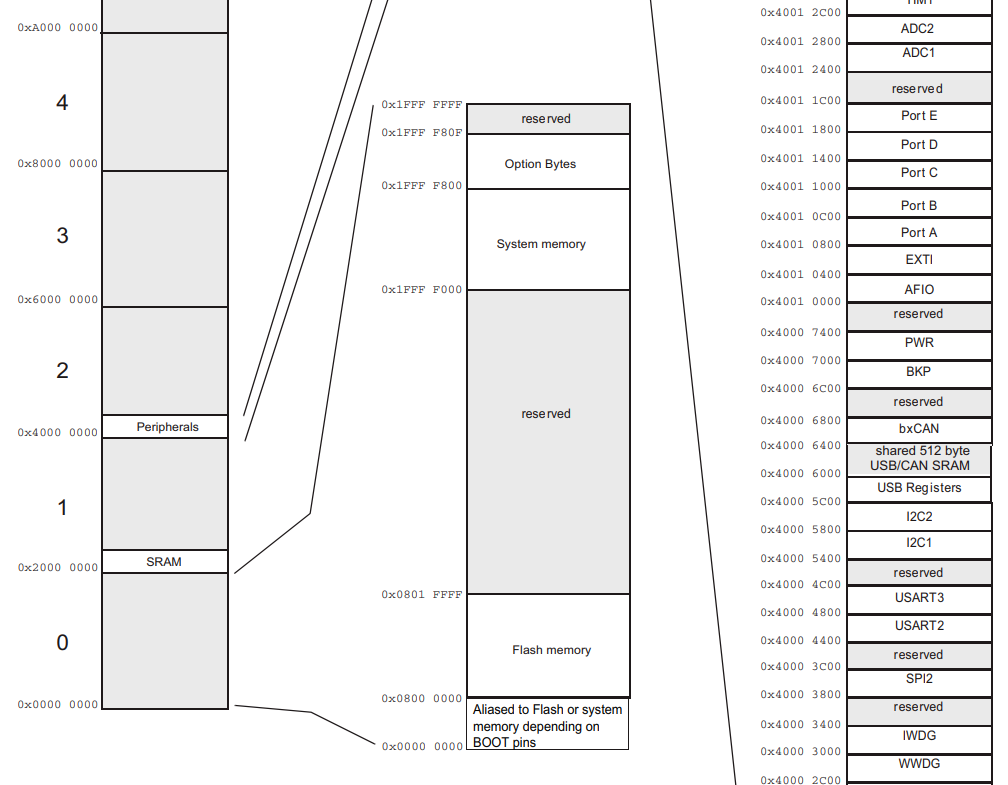 0xA000 0000
4
0x8000 0000
3
0x6000 0000
2
Peripherals
0x4000 0000
1
SRAM
0x2000 0000
0
0x0000 0000
0x1FFF FFFF
reserved
0x1FFF F80F
Option Bytes
0x1FFF F800
System memory
0x1FFF F000
reserved
0x0801 FFFF
Flash memory
0x0800 0000
Aliased to Flash or system
memory depending on
BOOT pins
0x0000 0000
0x4001 2C00
ADC2
0x4001 2800
ADC1
0x4001 2400
reserved
0x4001 1C00
Port E
0x4001 1800
Port D
0x4001 1400
Port C
0x4001 1000
Port B
0x4001 0C00
Port A
0x4001 0800
EXTI
0x4001 0400
AFIO
0x4001 0000
reserved
0x4000 7400
PWR
0x4000 7000
BKP
0x4000 6C00
reserved
0x4000 6800
bxCAN
0x4000 6400
shared 512 byte
USB/CAN SRAM
0x4000 6000
USB Registers
0x4000 5C00
I2C2
0x4000 5800
I2C1
0x4000 5400
reserved
0x4000 4C00
USART3
0x4000 4800
USART2
0x4000 4400
reserved
0x4000 3C00
SPI2
0x4000 3800
reserved
0x4000 3400
IWDG
0x4000 3000
WWDG
0x4000 2C00